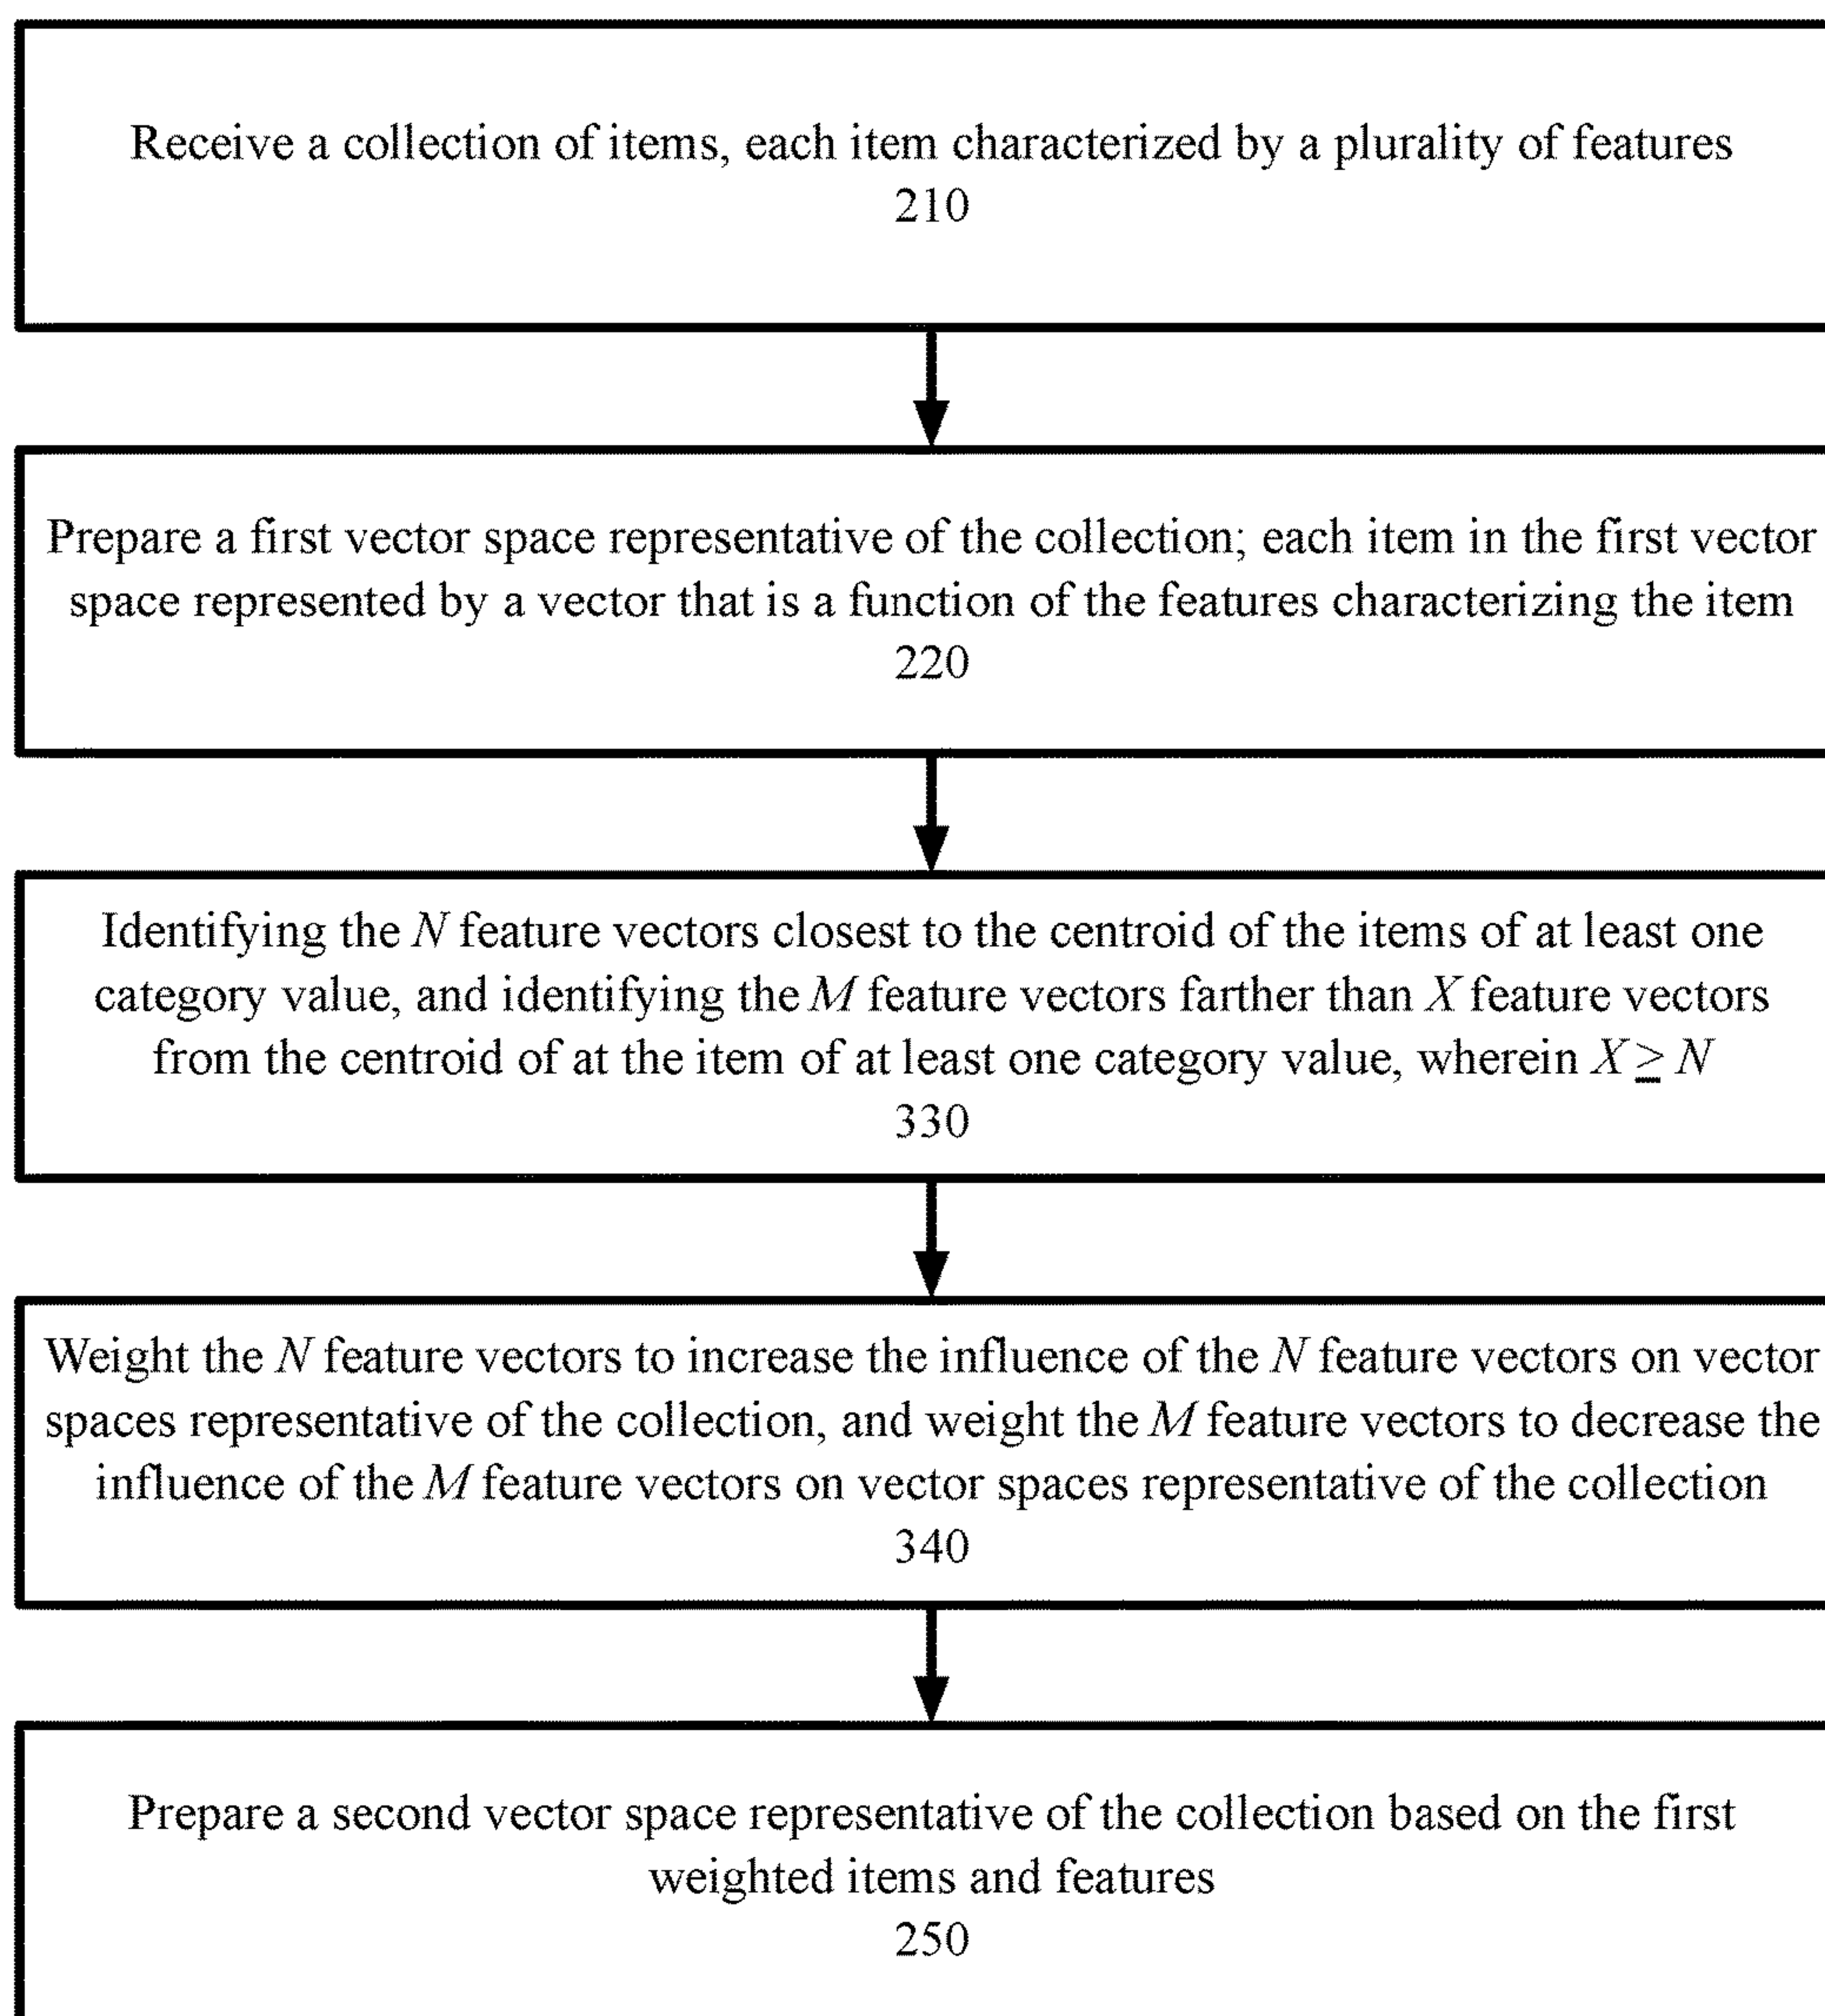 Receive a collection of items, each item characterized by a plurality of features
210
Prepare a first vector space representative of the collection; each item in the first vector
space represented by a vector that is a function of the features characterizing the item
220
Identifying the N feature vectors closest to the centroid of the items of at least one
category value, and identifying the M feature vectors farther than X feature vectors
from the centroid of at the item of at least one category value, wherein X ≥ N
330
Weight the N feature vectors to increase the influence of the N feature vectors on vector
spaces representative of the collection, and weight the M feature vectors to decrease the
influence of the M feature vectors on vector spaces representative of the collection
340
Prepare a second vector space representative of the collection based on the first
weighted items and features
250